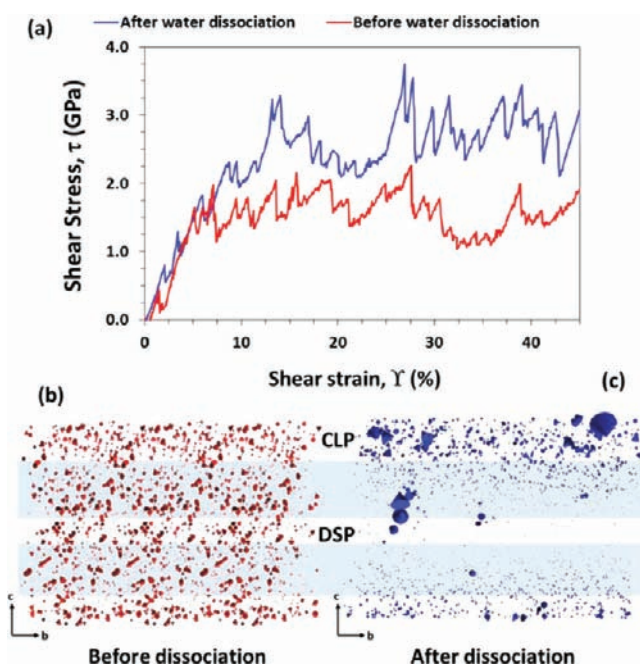 (a)
After water dissociation
Before water dissociation
Shear Stress, τ (GPa)
4.0
3.0
2.0
1.0
0.0
0 10 20 30 40
Shear strain, ϒ (%)
(b)
(c)
CLP
DSP
c
b
c
b
Before dissociation
After dissociation